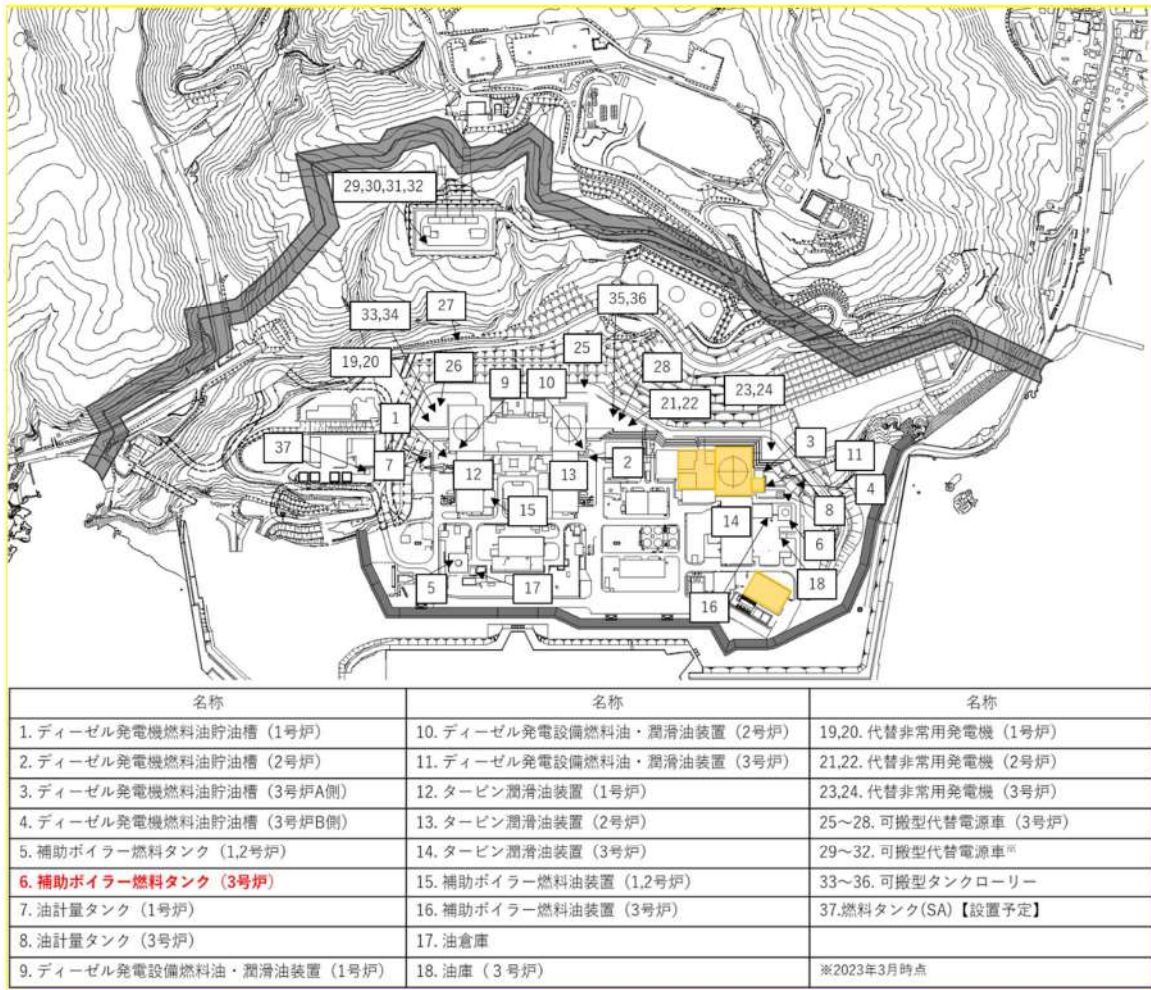 29,30,31,32
35,36
33,34
27
25
19,20
26
9
10
28
23,24
21,22
1
3
37
7
12
13
2
11
4
15
14
8
6
5
17
16
18
名称 名称 名称
1. ディーゼル発電機燃料油貯油槽（1号炉） 10. ディーゼル発電設備燃料油・潤滑油装置（2号炉） 19,20. 代替非常用発電機（1号炉）
2. ディーゼル発電機燃料油貯油槽（2号炉） 11. ディーゼル発電設備燃料油・潤滑油装置（3号炉） 21,22. 代替非常用発電機（2号炉）
3. ディーゼル発電機燃料油貯油槽（3号炉A側） 12. タービン潤滑油装置（1号炉） 23,24. 代替非常用発電機（3号炉）
4. ディーゼル発電機燃料油貯油槽（3号炉B側） 13. タービン潤滑油装置（2号炉） 25～28. 可搬型代替電源車（3号炉）
5. 補助ボイラー燃料タンク（1,2号炉） 14. タービン潤滑油装置（3号炉） 29～32. 可搬型代替電源車※
6. 補助ボイラー燃料タンク（3号炉） 15. 補助ボイラー燃料油装置（1,2号炉） 33～36. 可搬型タンクローリー
7. 油計量タンク（1号炉） 16. 補助ボイラー燃料油装置（3号炉） 37.燃料タンク(SA)【設置予定】
8. 油計量タンク（3号炉） 17. 油倉庫
9. ディーゼル発電設備燃料油・潤滑油装置（1号炉） 18. 油庫（３号炉） ※2023年3月時点